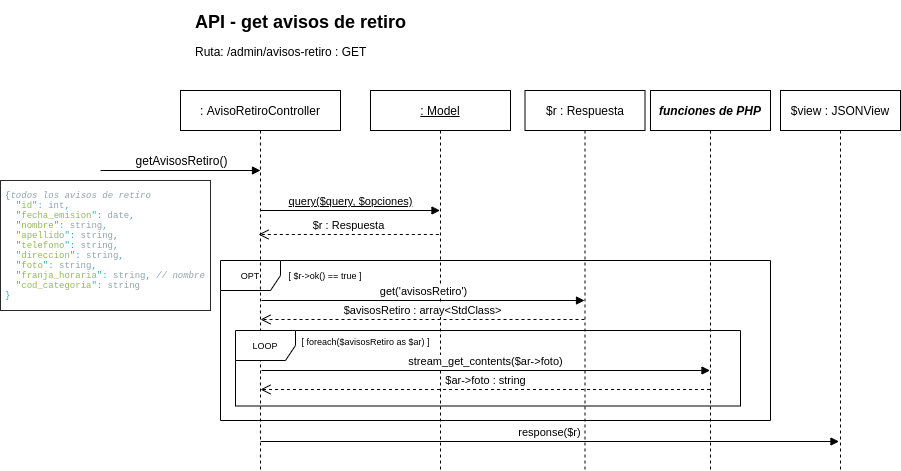 API - get avisos de retiro
Ruta: /admin/avisos-retiro : GET
: AvisoRetiroController
: Model
$r : Respuesta
funciones de PHP
$view : JSONView
getAvisosRetiro()
{todos los avisos de retiro
"id": int,
"fecha_emision": date,
"nombre": string,
"apellido": string,
"telefono": string,
"direccion": string,
"foto": string,
"franja_horaria": string, // nombre
"cod_categoria": string
}
query($query, $opciones)
$r : Respuesta
OPT
[ $r->ok() == true ]
get('avisosRetiro')
$avisosRetiro : array<StdClass>
LOOP
[ foreach($avisosRetiro as $ar) ]
stream_get_contents($ar->foto)
$ar->foto : string
response($r)